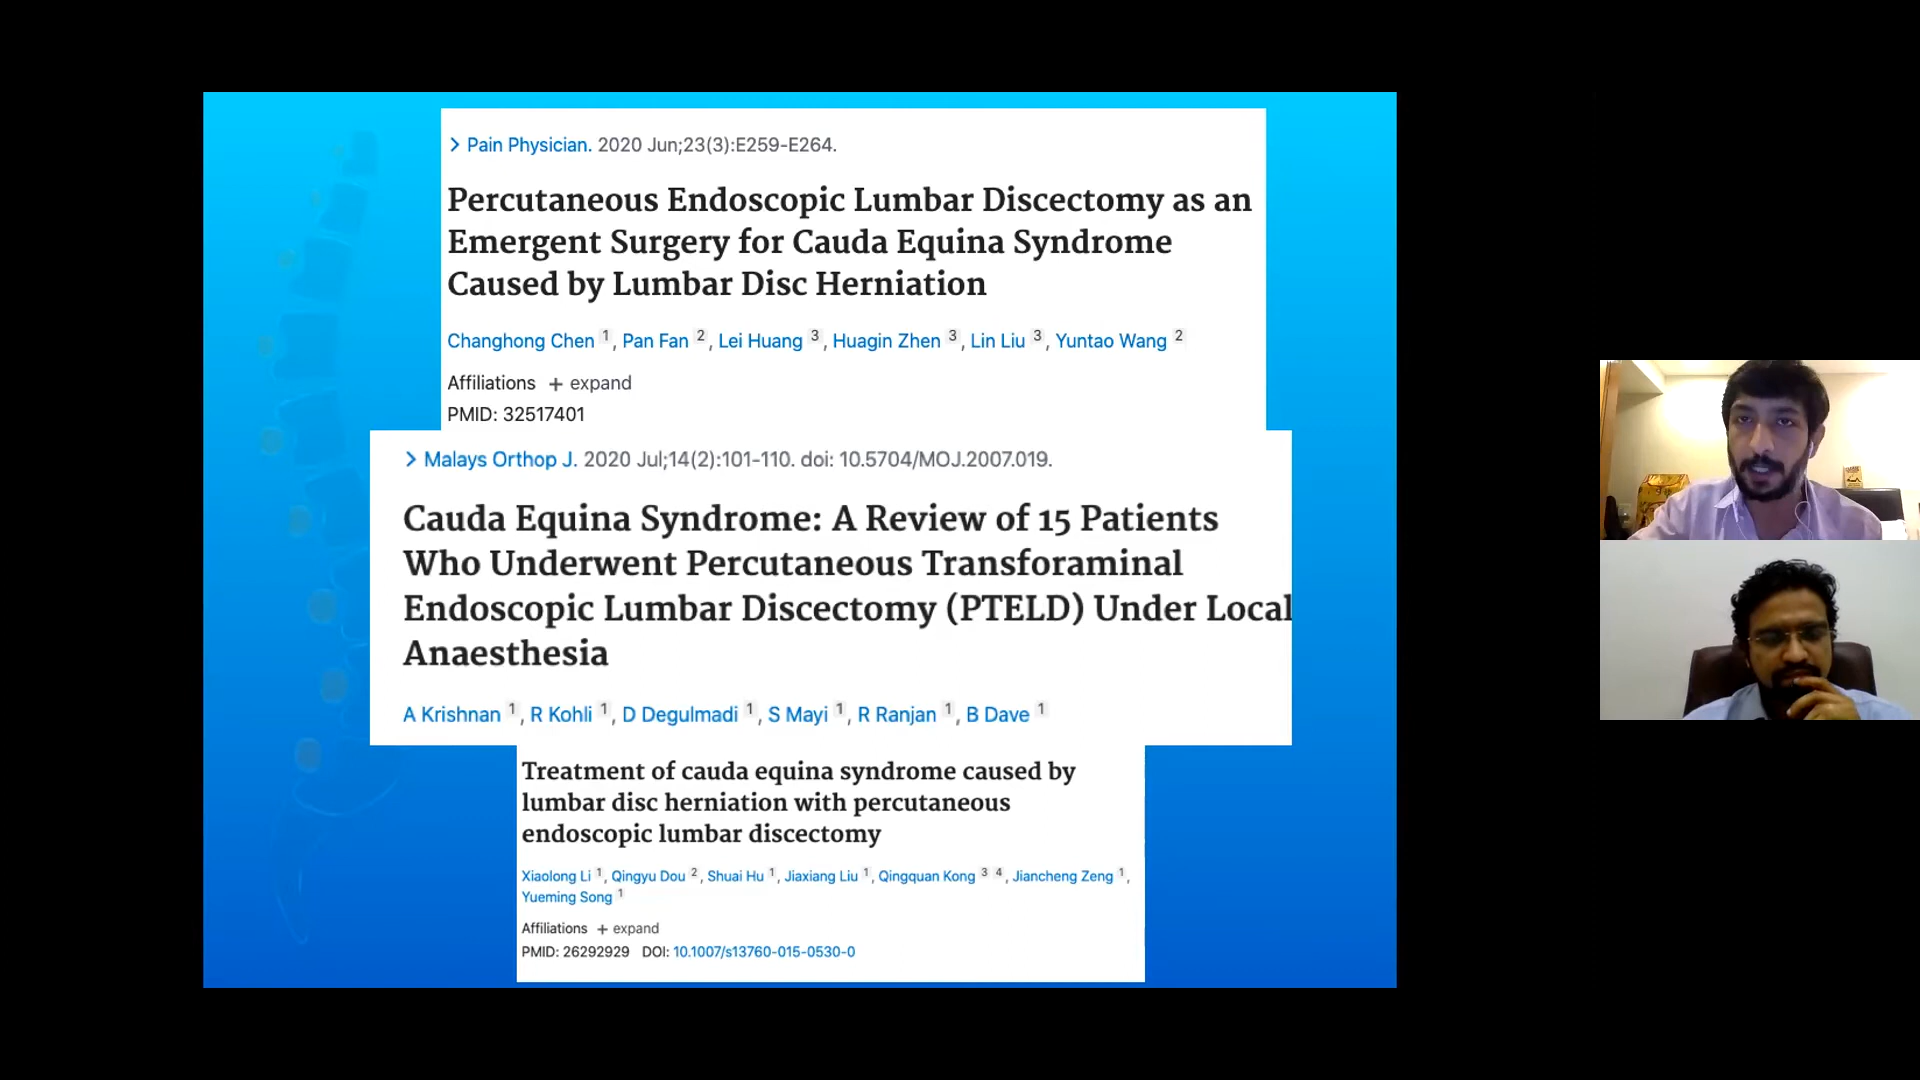 > Pain Physician. 2020 Jun;23(3):E259-E264.
Percutaneous Endoscopic Lumbar Discectomy as an
Emergent Surgery for Cauda Equina Syndrome
Caused by Lumbar Disc Herniation
Changhong Chen 1, Pan Fan 2, Lei Huang 3, Huagin Zhen 3, Lin Liu 3, Yuntao Wang 2
Affiliations + expand
PMID: 32517401
> Malays Orthop J. 2020 Jul;14(2):101-110. doi: 10.5704/MOJ.2007.019.
Cauda Equina Syndrome: A Review of 15 Patients
Who Underwent Percutaneous Transforaminal
Endoscopic Lumbar Discectomy (PTELD) Under Local
Anaesthesia
A Krishnan 1, R Kohli 1, D Degulmadi 1, S Mayi 1, R Ranjan 1, B Dave 1
Treatment of cauda equina syndrome caused by
lumbar disc herniation with percutaneous
endoscopic lumbar discectomy
Xiaolong Li 1, Qingyu Dou 2, Shuai Hu 1, Jiaxiang Liu 1, Qingquan Kong 3 4, Jiancheng Zeng 1,
Yueming Song 1
Affiliations + expand
PMID: 26292929 DOI: 10.1007/s13760-015-0530-0